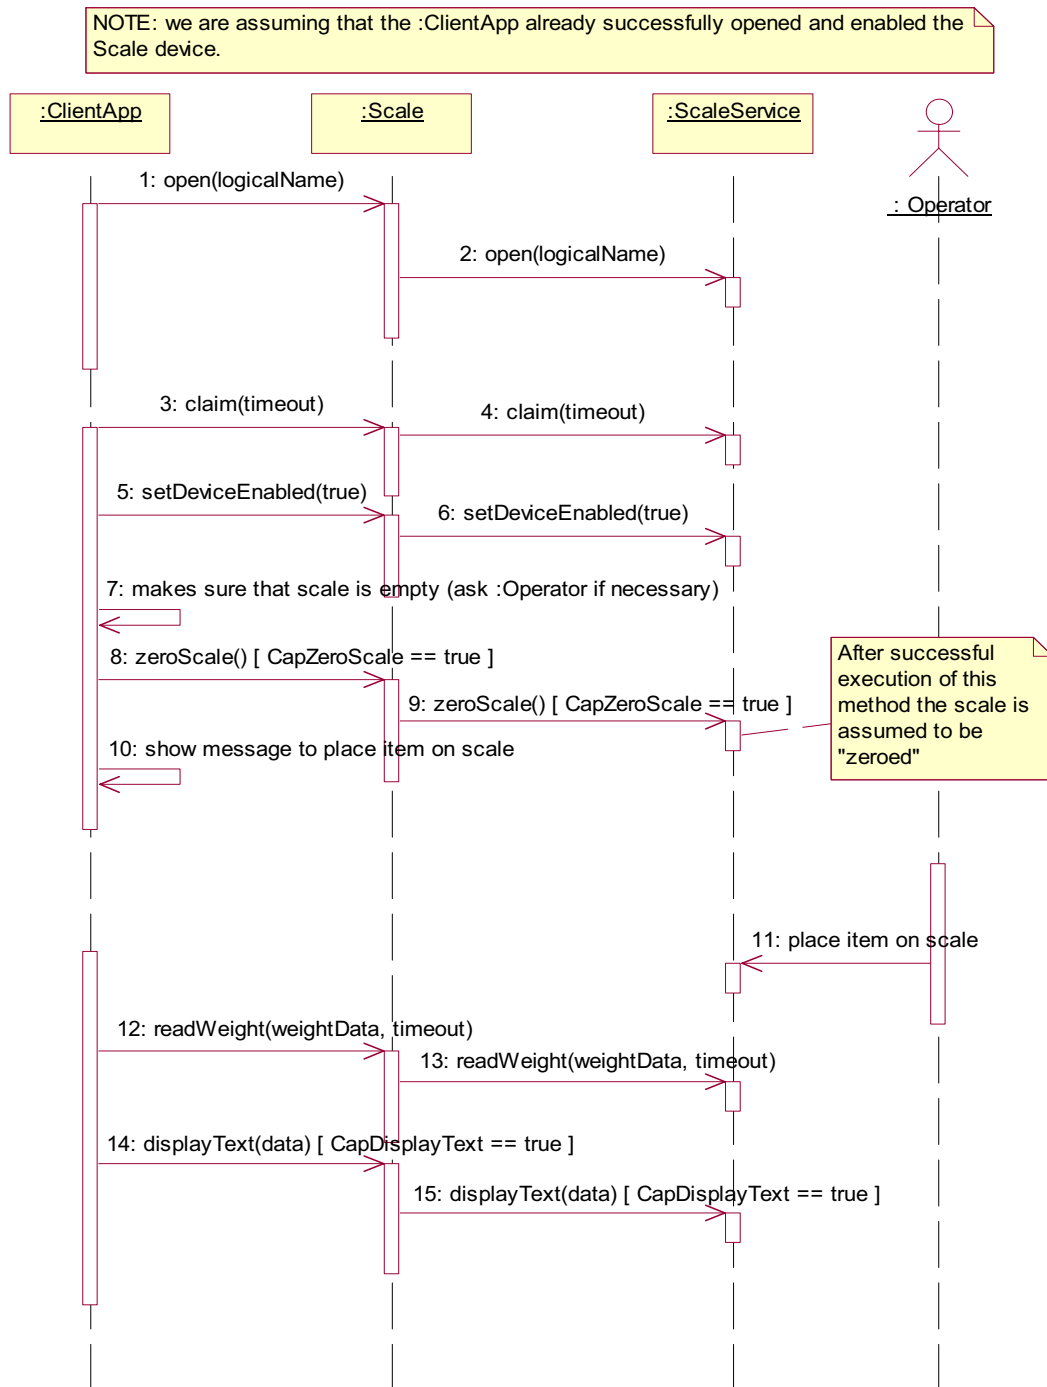 NOTE: we are assuming that the :ClientApp already successfully opened and enabled the
Scale device.
:ClientApp
:Scale
:ScaleService
: Operator
1: open(logicalName)
2: open(logicalName)
3: claim(timeout)
4: claim(timeout)
5: setDeviceEnabled(true)
6: setDeviceEnabled(true)
7: makes sure that scale is empty (ask :Operator if necessary)
8: zeroScale() [ CapZeroScale == true ]
9: zeroScale() [ CapZeroScale == true ]
After successful
execution of this
method the scale is
assumed to be
"zeroed"
10: show message to place item on scale
11: place item on scale
12: readWeight(weightData, timeout)
13: readWeight(weightData, timeout)
14: displayText(data) [ CapDisplayText == true ]
15: displayText(data) [ CapDisplayText == true ]